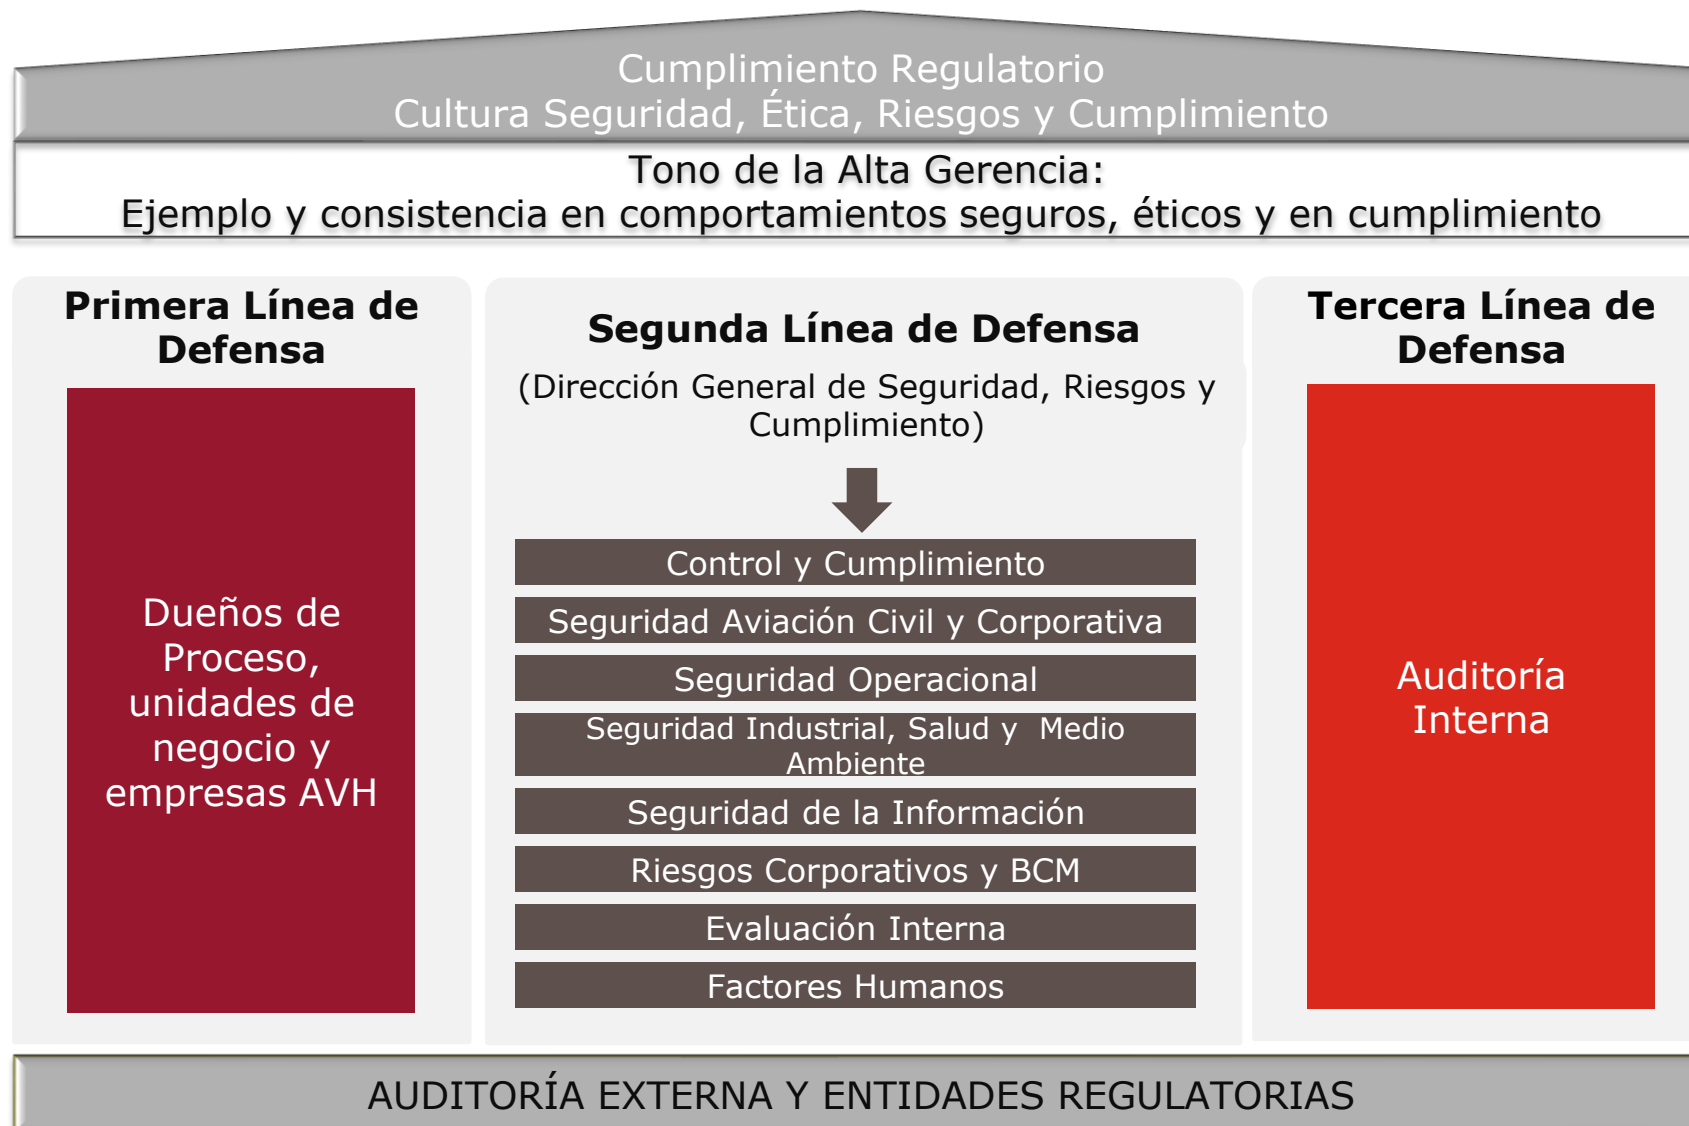 Cumplimiento Regulatorio
Cultura Seguridad, Ética, Riesgos y Cumplimiento
Tono de la Alta Gerencia:
Ejemplo y consistencia en comportamientos seguros, éticos y en cumplimiento
Primera Línea de
Defensa
Dueños de
Proceso,
unidades de
negocio y
empresas AVH
Segunda Línea de Defensa
(Dirección General de Seguridad, Riesgos y
Cumplimiento)
Control y Cumplimiento
Seguridad Aviación Civil y Corporativa
Seguridad Operacional
Seguridad Industrial, Salud y  Medio
Ambiente
Seguridad de la Información
Riesgos Corporativos y BCM
Evaluación Interna
Factores Humanos
Tercera Línea de
Defensa
Auditoría
Interna
AUDITORÍA EXTERNA Y ENTIDADES REGULATORIAS